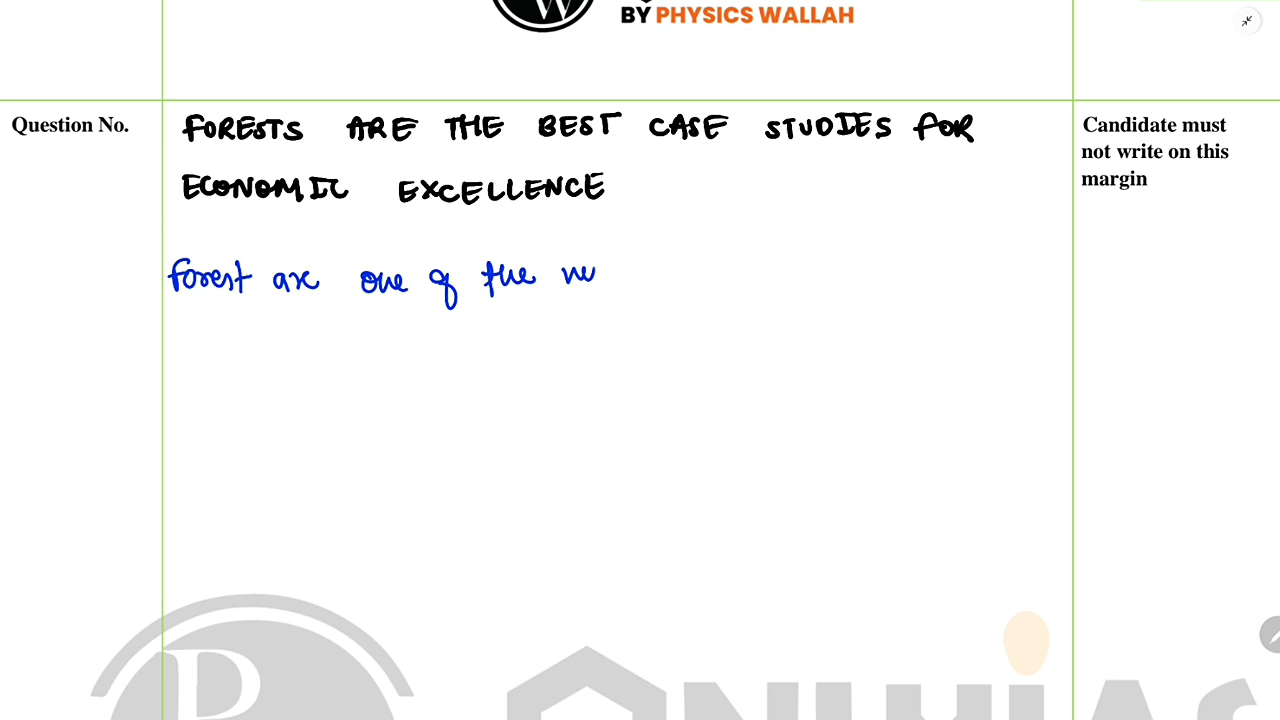 BY PHYSICS WALLAH
Question No.
FORESTS ARE THE BEST CASE STUDIES FOR
ECONOMIC EXCELLENCE
Candidate must
not write on this
margin
Forest are one of the